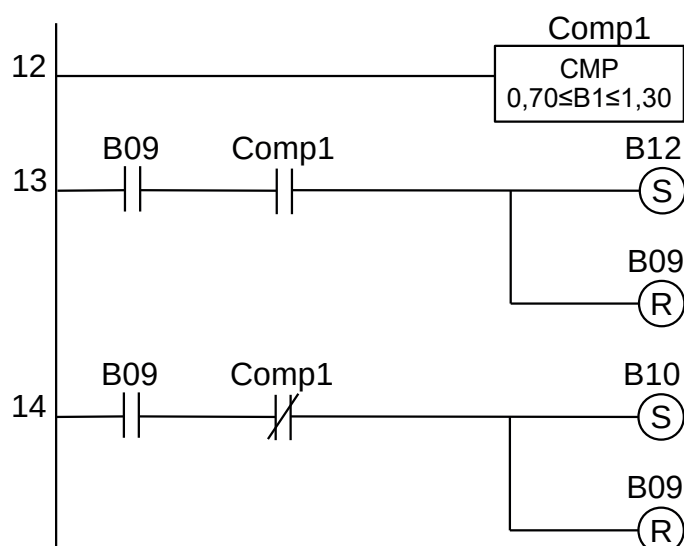 Comp1
12
CMP
0,70≤B1≤1,30
B09 Comp1 B12
13
S
B09
R
B09 Comp1 B10
14
S
B09
R